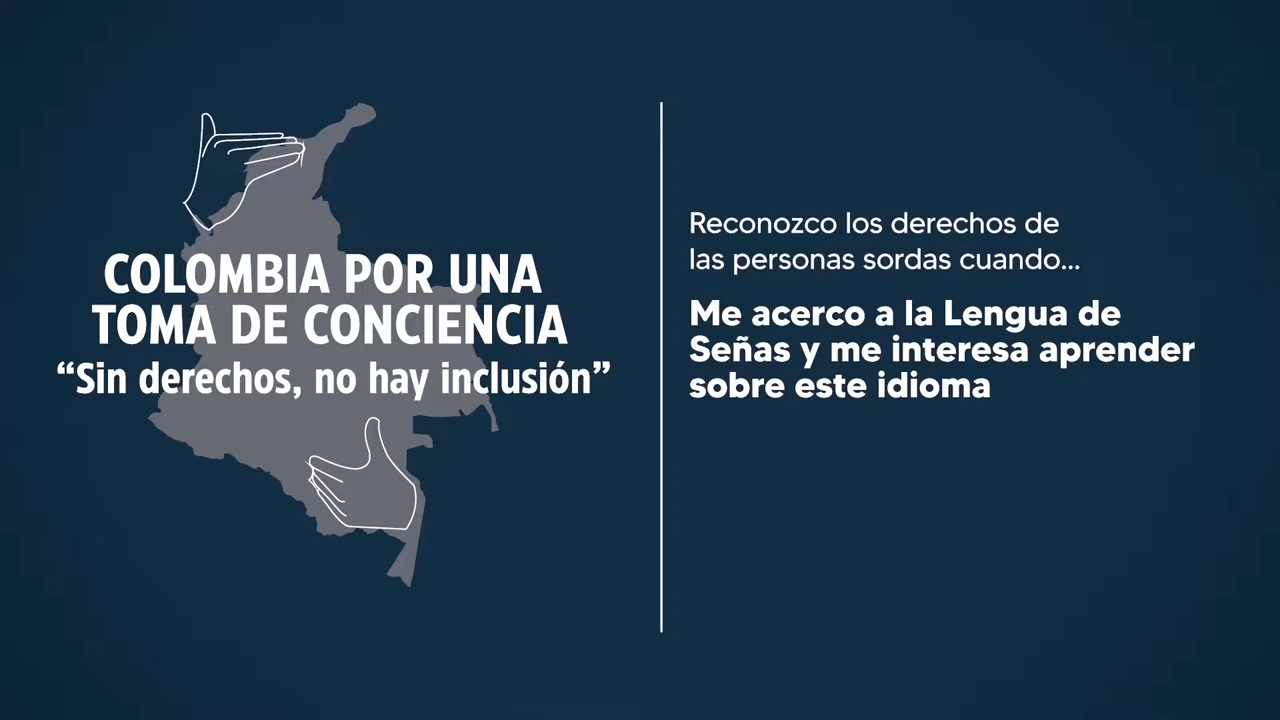 COLOMBIA POR UNA
TOMA DE CONCIENCIA
“Sin derechos, no hay inclusión”
Reconozco los derechos de
las personas sordas cuando...
Me acerco a la Lengua de
Señas y me interesa aprender
sobre este idioma